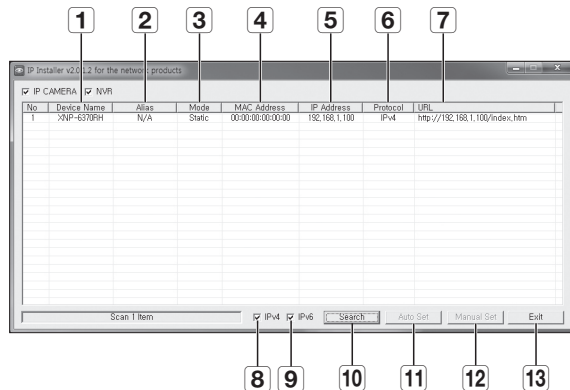 1 2 3 4 5 6 7
IP Installer v2.0.1.2 for the network products
IP CAMERA NVR
No Device Name Alias Mode MAC Address IP Address Protocol URL
1 XNP-6370RH N/A Static 00:00:00:00:00:00 192,168,1,100 IPv4 http://192,168,1,100/index,htm
Scan 1 Item IPv4 IPv6 Search Auto Set Manual Set Exit
8 9 10 11 12 13